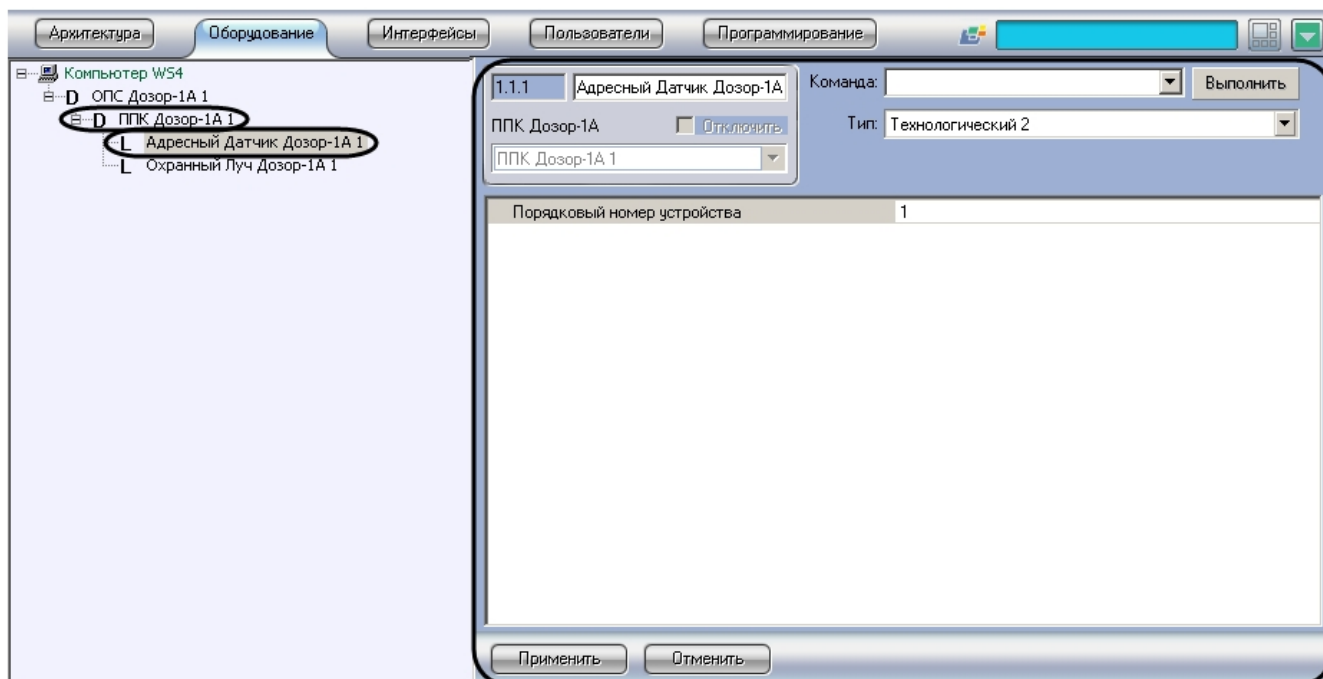 Архитектура Оборудование Интерфейсы Пользователи Программирование
Компьютер WS4
D ОПС Дозор-1А 1
D ППК Дозор-1А 1
L Адресный Датчик Дозор-1А 1
L Охранный Луч Дозор-1А 1
1.1.1 Адресный Датчик Дозор-1А
Команда: Выполнить
ППК Дозор-1А Отключить
Тип: Технологический 2
ППК Дозор-1А 1
Порядковый номер устройства 1
Применить Отменить